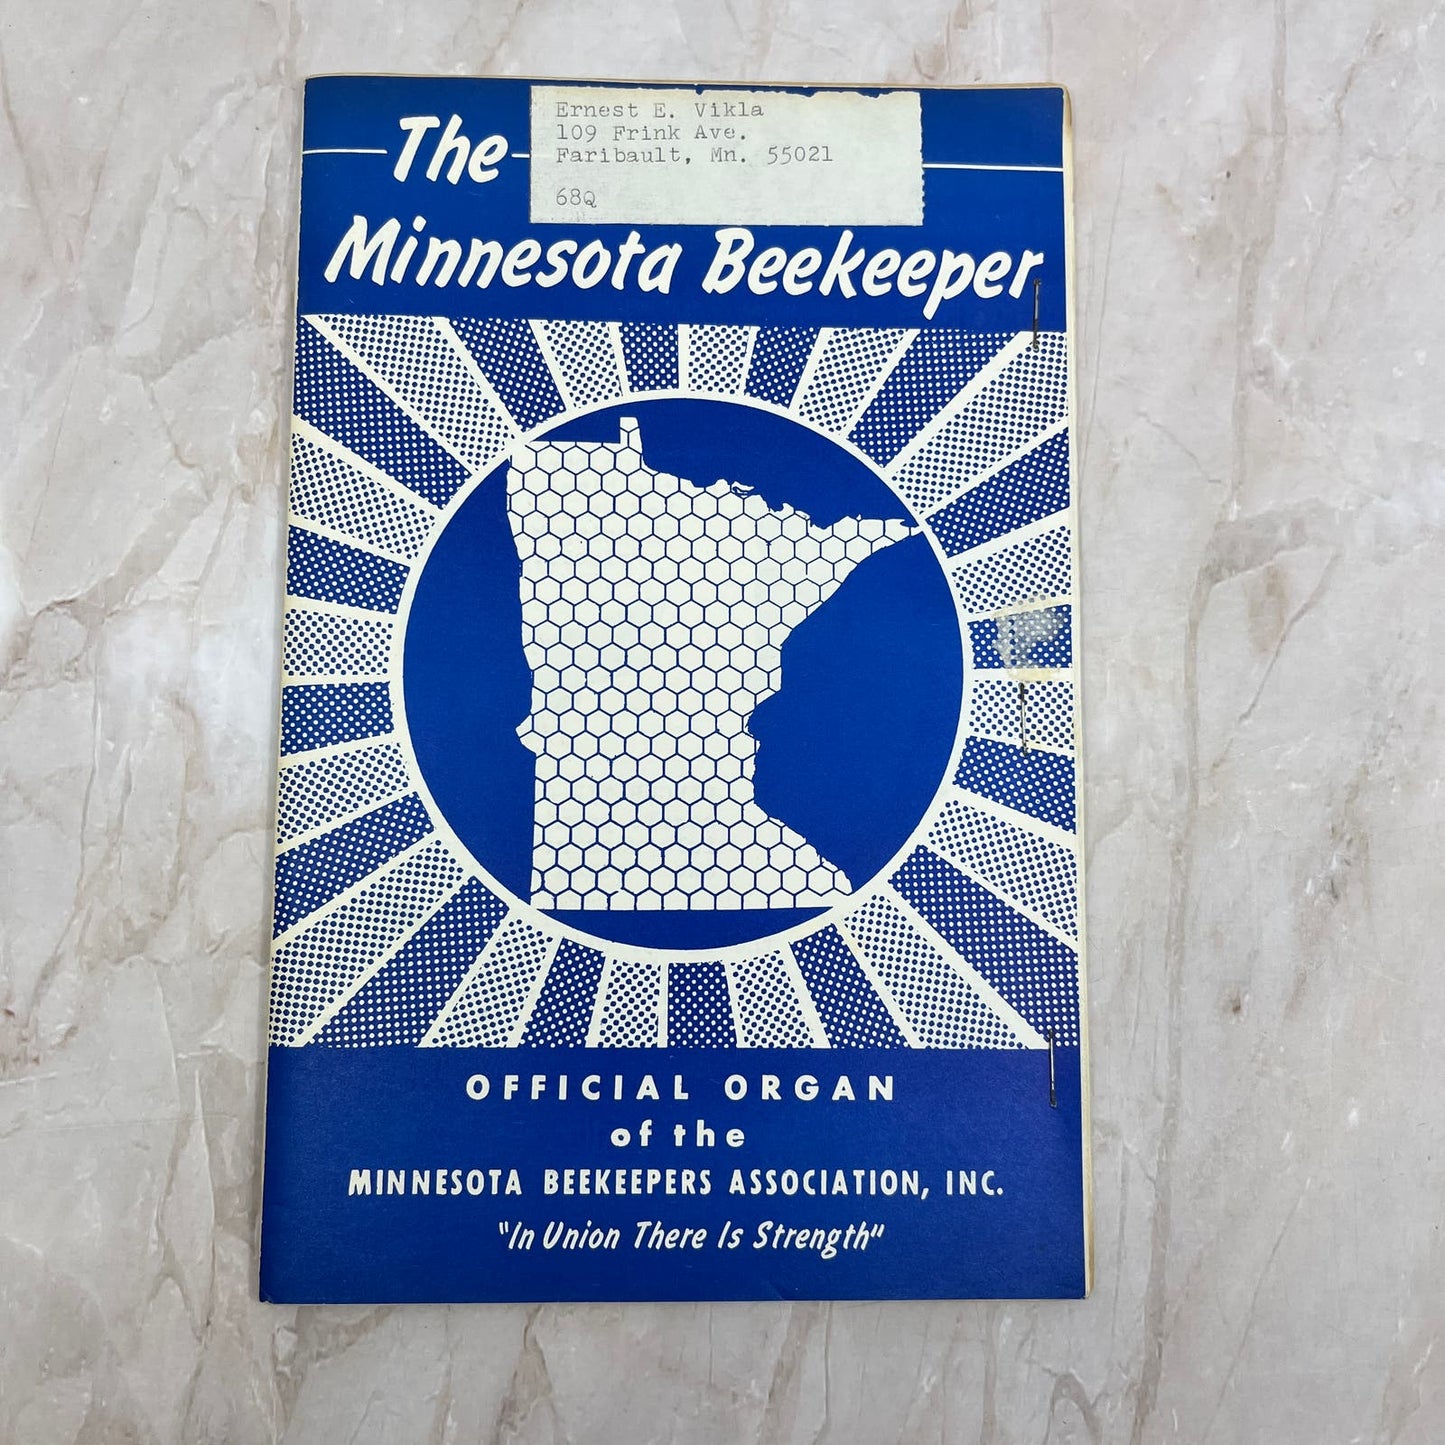 Ernest E. Vikla
109 Frink Ave.
Faribault, Mn. 55021
68Q
The
Minnesota Beekeeper
OFFICIAL ORGAN
of the
MINNESOTA BEEKEEPERS ASSOCIATION, INC.
"In Union There Is Strength"